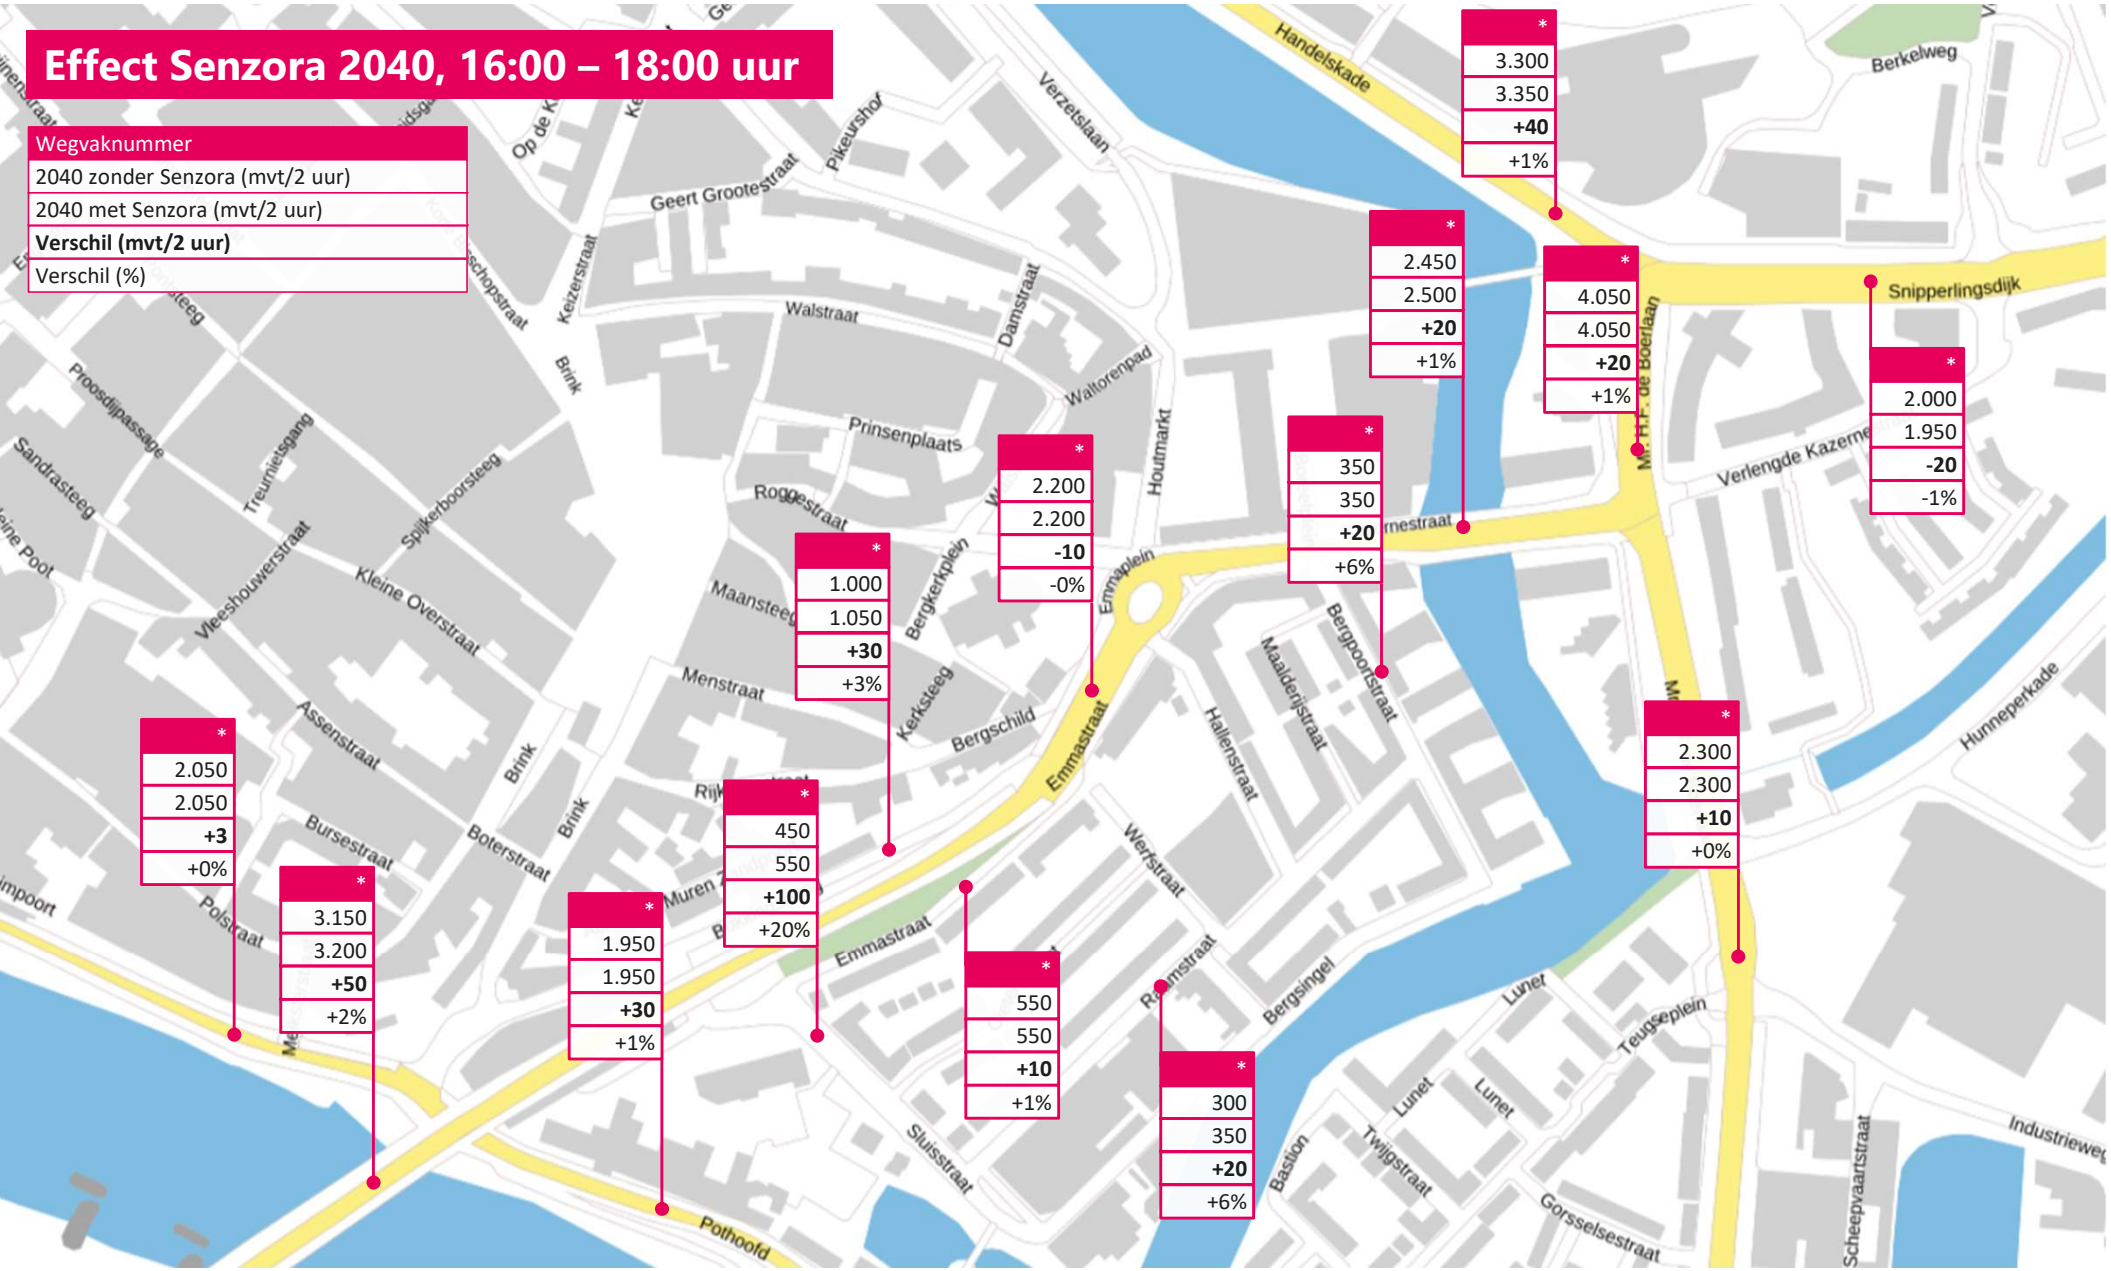 Effect Senzora 2040, 16:00 – 18:00 uur
Wegvaknummer
2040 zonder Senzora (mvt/2 uur)
2040 met Senzora (mvt/2 uur)
Verschil (mvt/2 uur)
Verschil (%)
*
3.300
3.350
+40
+1%
*
2.450
2.500
+20
+1%
*
4.050
4.050
+20
+1%
*
2.000
1.950
-20
-1%
*
350
350
+20
+6%
*
2.200
2.200
-10
-0%
*
1.000
1.050
+30
+3%
*
2.300
2.300
+10
+0%
*
2.050
2.050
+3
+0%
*
450
550
+100
+20%
*
3.150
3.200
+50
+2%
*
1.950
1.950
+30
+1%
*
550
550
+10
+1%
*
300
350
+20
+6%
Handelskade
Berkelweg
Verzetslaan
Pikeurshof
Op de K
Geert Grootestraat
Keizerstraat
Walstraat
Damstraat
Waltorenpad
Houtmarkt
Snipperlingsdijk
Mr. H.F. de Boerlaan
Verlengde Kazerne
rnestraat
Brink
Proosdijpassage
Sandrasteeg
Treurnietsgang
Spijkerboorsteeg
Vleeshouwerstraat
Kleine Overstraat
Prinsenplaats
Roggestraat
Maansteeg
Bergkerkplein
Emmaplein
Menstraat
Kerksteeg
Bergschild
Emmastraat
Hallenstraat
Maalderijstraat
Bergpoortstraat
Hunneperkade
Assenstraat
Brink
Brink
Bursestraat
Boterstraat
Polstraat
Muren
Emmastraat
Werfstraat
Raamstraat
Bergsingel
Lunet
Teugseplein
Lunet
Lunet
Twijgstraat
Bastion
Sluisstraat
Pothoofd
Gorsselsestraat
Scheepvaartstraat
Industrieweg